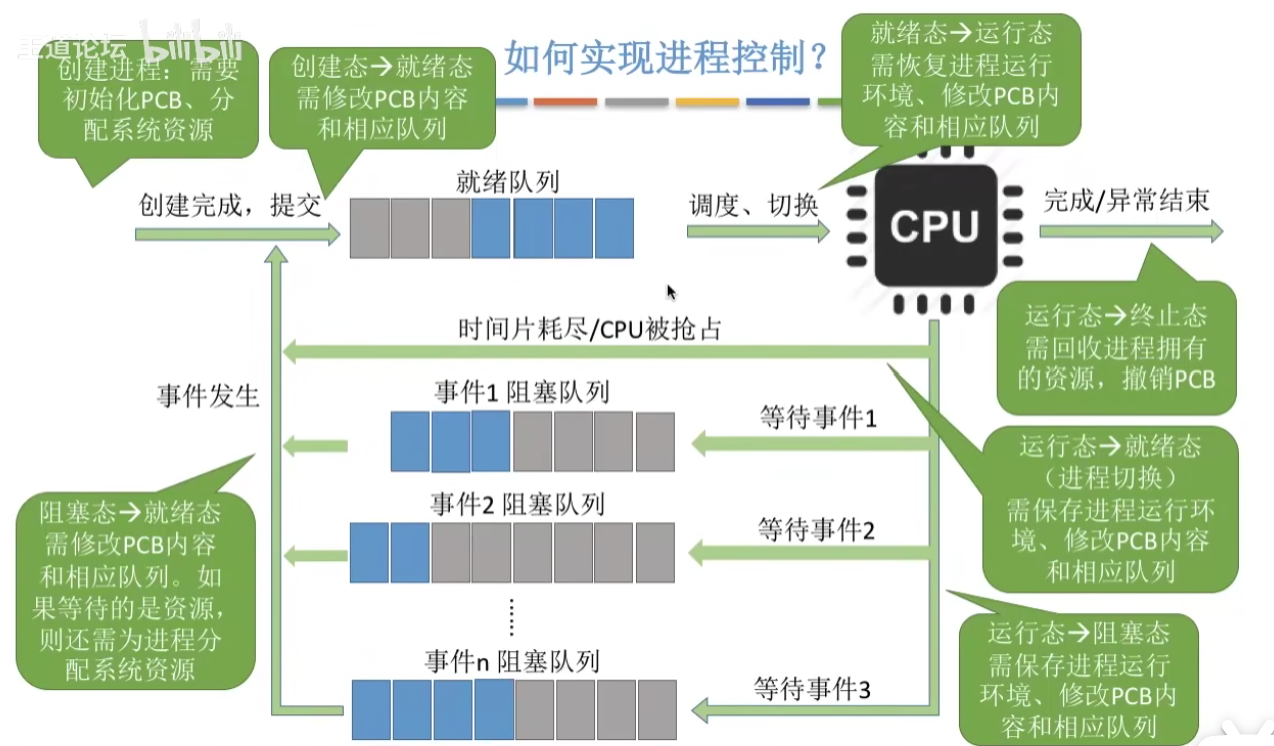 王道论坛 bilibili
如何实现进程控制？
创建进程：需要
初始化PCB、分
配系统资源
创建态→就绪态
需修改PCB内容
和相应队列
就绪态→运行态
需恢复进程运行
环境、修改PCB内
容和相应队列
创建完成，提交
就绪队列
调度、切换
CPU
完成/异常结束
运行态→终止态
需回收进程拥有
的资源，撤销PCB
时间片耗尽/CPU被抢占
事件发生
事件1 阻塞队列
等待事件1
运行态→就绪态
（进程切换）
需保存进程运行环
境、修改PCB内容
和相应队列
阻塞态→就绪态
需修改PCB内容
和相应队列。如
果等待的是资源，
则还需为进程分
配系统资源
事件2 阻塞队列
等待事件2
……
事件n 阻塞队列
等待事件3
运行态→阻塞态
需保存进程运行
环境、修改PCB内
容和相应队列